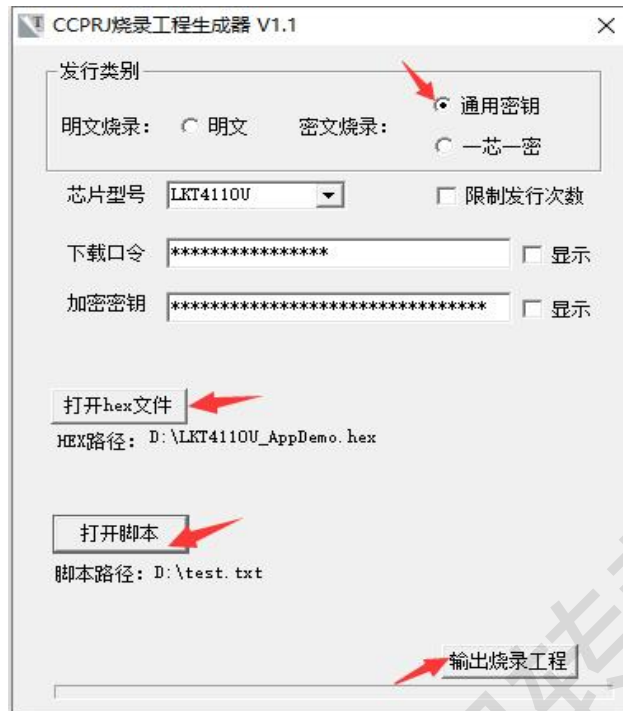 CCPRJ烧录工程生成器 V1.1
发行类别
明文烧录： 明文 密文烧录： 通用密钥
一芯一密
芯片型号 LKT4110U 限制发行次数
下载口令 **************** 显示
加密密钥 ******************************** 显示
打开hex文件
HEX路径： D:\LKT4110U_AppDemo.hex
打开脚本
脚本路径： D:\test.txt
输出烧录工程